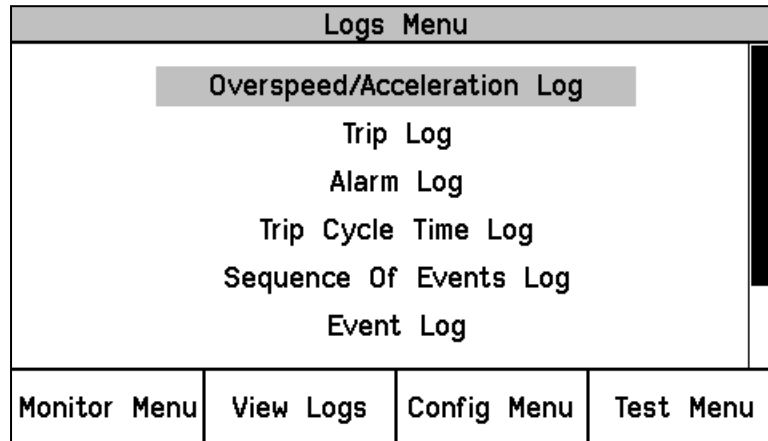 Logs Menu
Overspeed/Acceleration Log
Trip Log
Alarm Log
Trip Cycle Time Log
Sequence Of Events Log
Event Log
Monitor Menu
View Logs
Config Menu
Test Menu